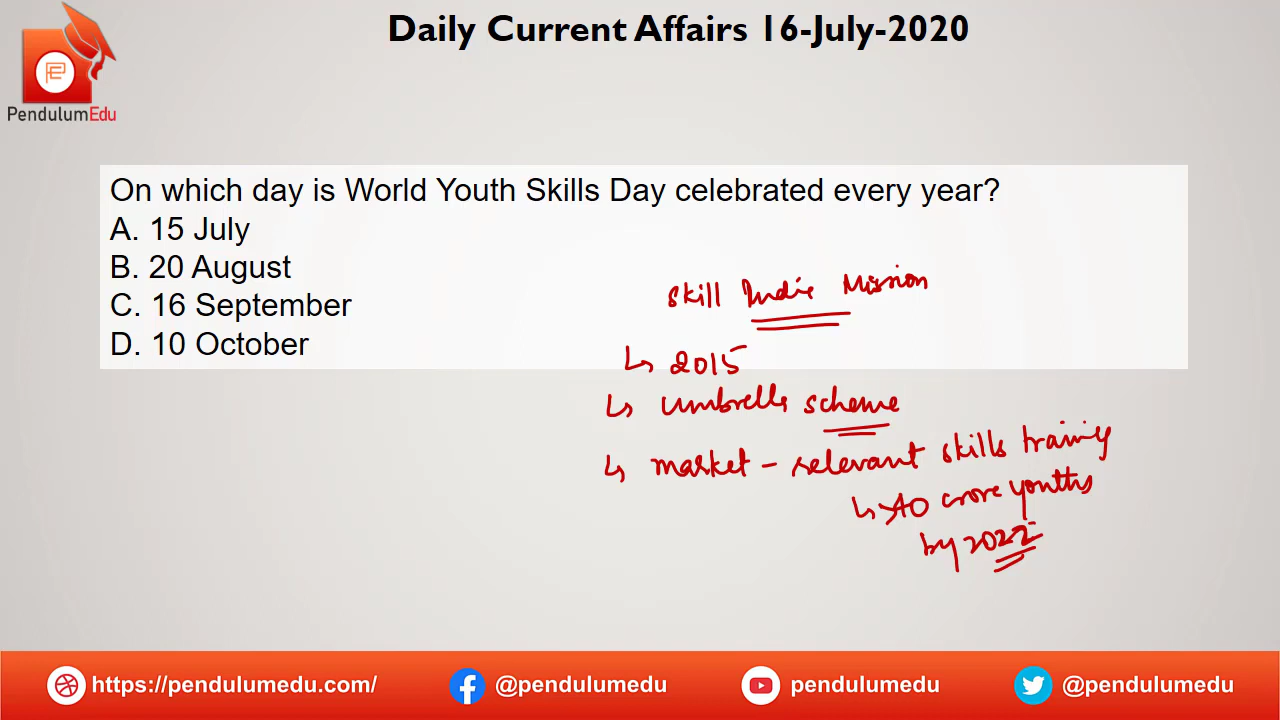 Daily Current Affairs 16-July-2020
PendulumEdu
On which day is World Youth Skills Day celebrated every year?
A. 15 July
B. 20 August
C. 16 September
D. 10 October
Skill India Mission
↳ 2015
↳ umbrella scheme
↳ market - relevant skills training
↳ 40 crore youths
by 2022
https://pendulumedu.com/
@pendulumedu
pendulumedu
@pendulumedu